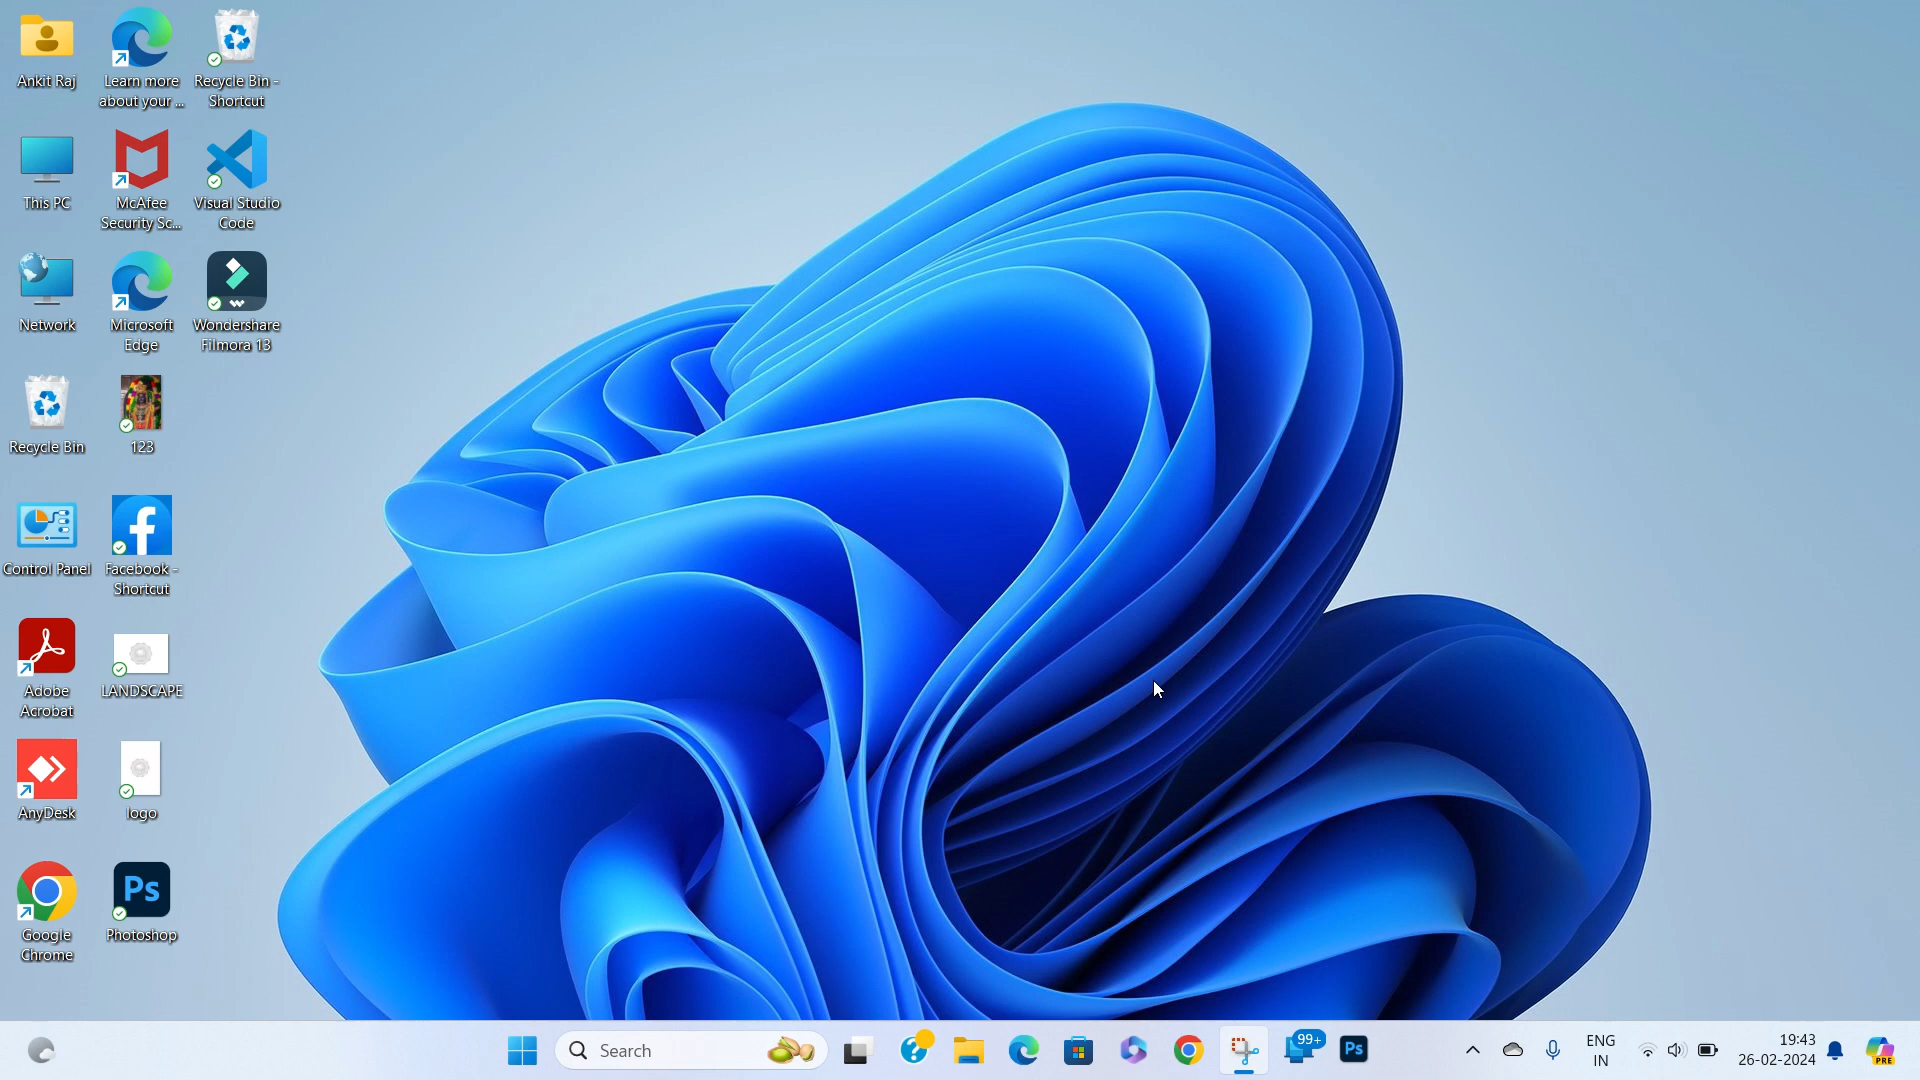 Ankit Raj
Learn more
about your ...
Recycle Bin -
Shortcut
This PC
McAfee
Security Sc...
Visual Studio
Code
Network
Microsoft
Edge
Wondershare
Filmora 13
Recycle Bin
123
Control Panel
Facebook -
Shortcut
Adobe
Acrobat
LANDSCAPE
AnyDesk
logo
Google
Chrome
Ps
Photoshop
Search
99+
Ps
ENG
IN
19:43
26-02-2024
PRE